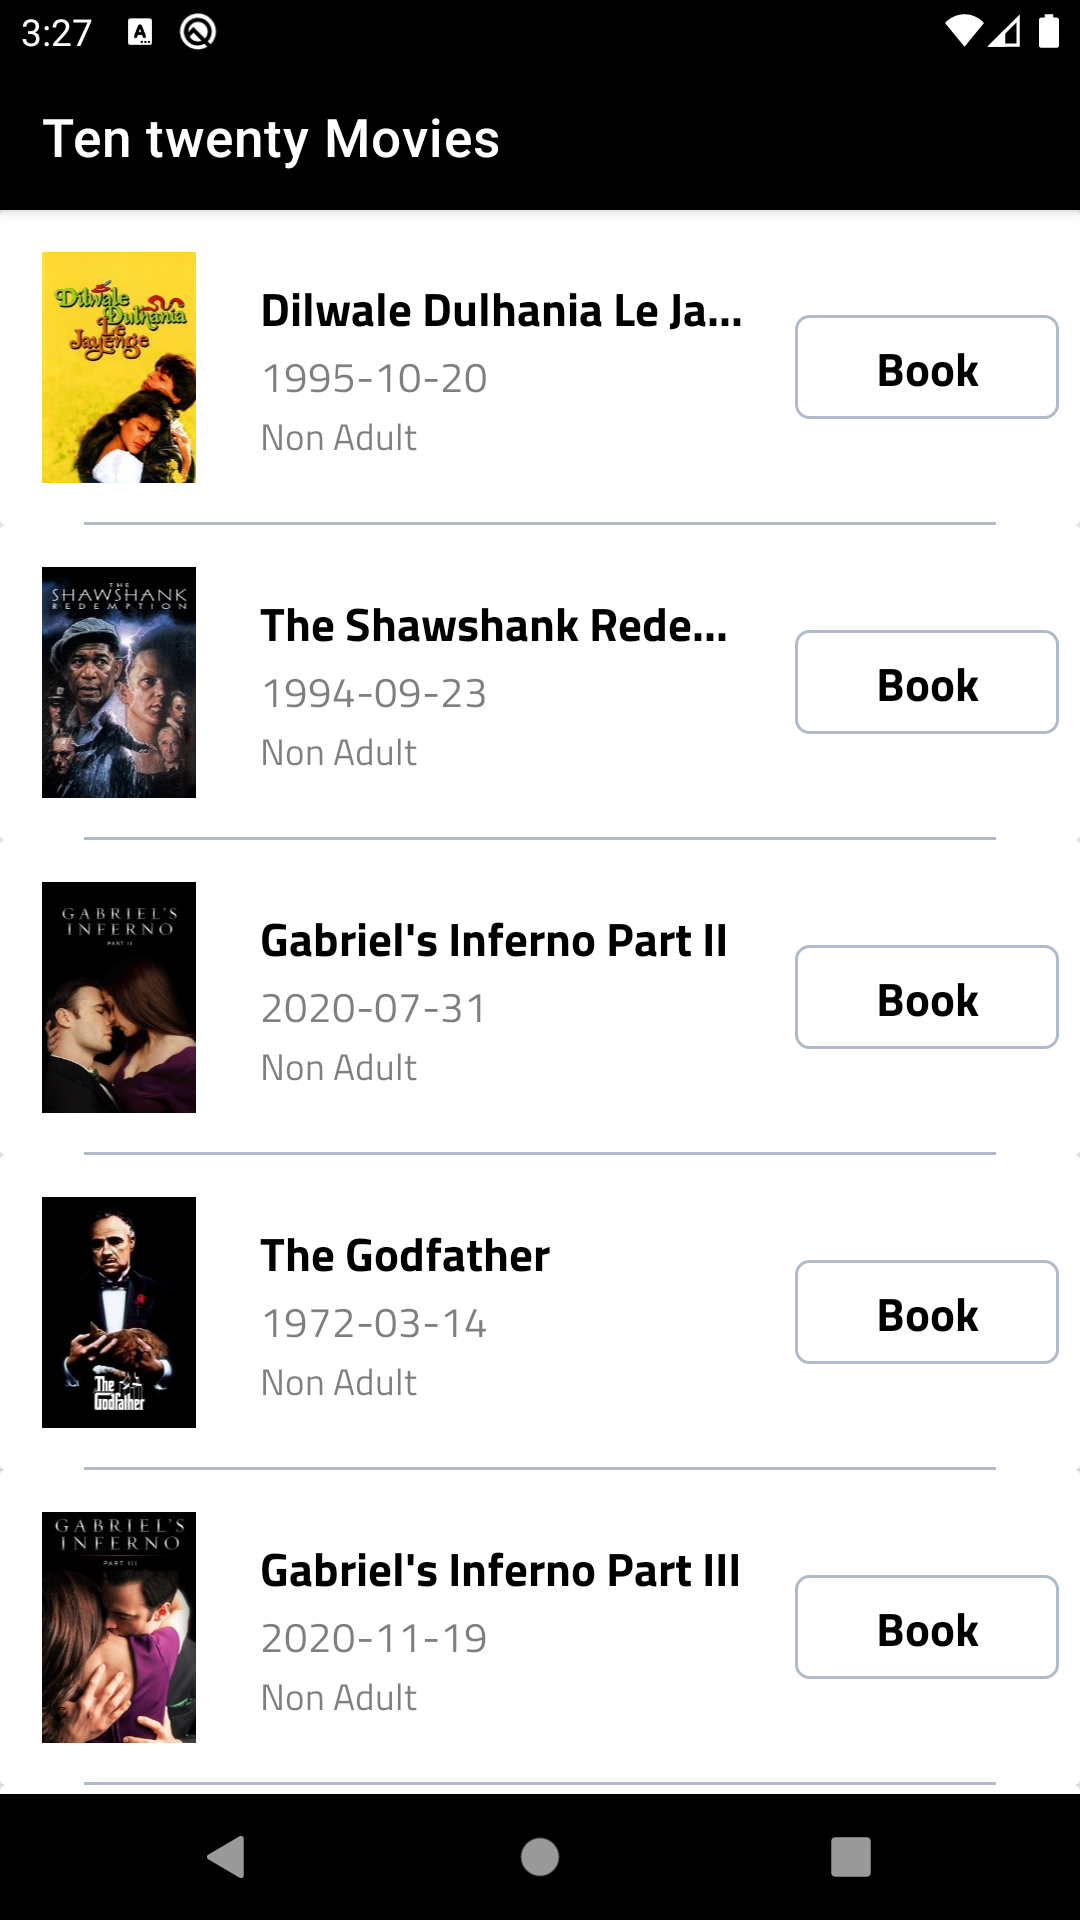 3:27
Ten twenty Movies
Dilwale
Dulhania
Le
Jayenge
Dilwale Dulhania Le Ja...
1995-10-20
Non Adult
Book
THE
SHAWSHANK
REDEMPTION
The Shawshank Rede...
1994-09-23
Non Adult
Book
GABRIEL'S
INFERNO
PART II
Gabriel's Inferno Part II
2020-07-31
Non Adult
Book
The
Godfather
The Godfather
1972-03-14
Non Adult
Book
GABRIEL'S
INFERNO
PART III
Gabriel's Inferno Part III
2020-11-19
Non Adult
Book